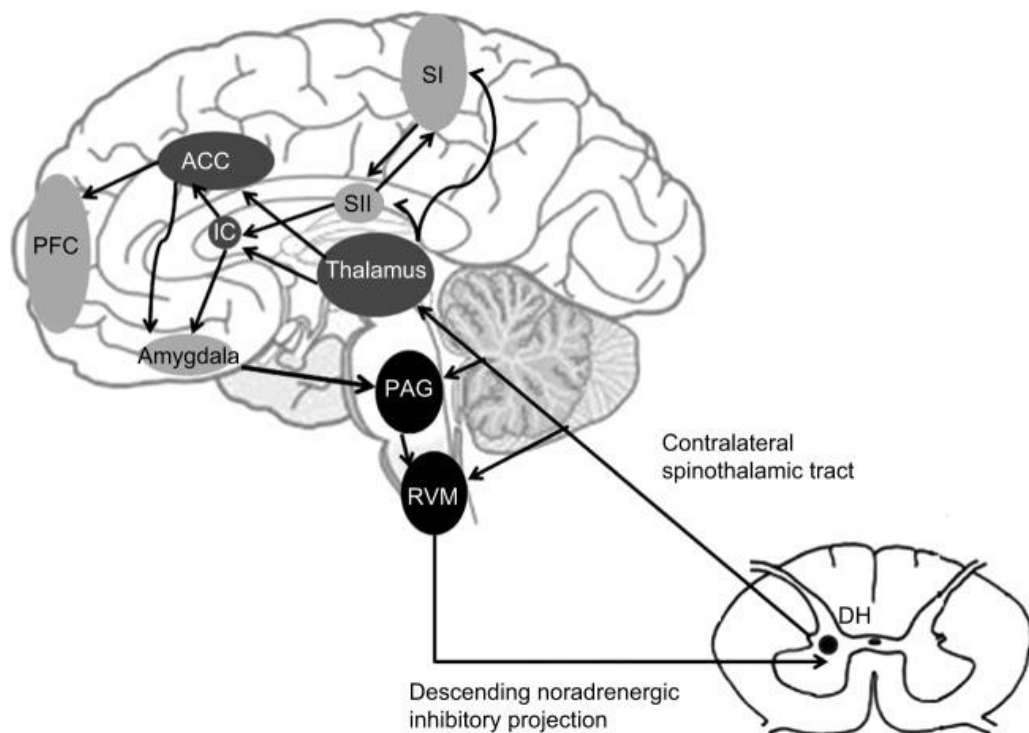 SI
ACC
SII
IC
PFC
Thalamus
Amygdala
PAG
RVM
Contralateral
spinothalamic tract
DH
Descending noradrenergic
inhibitory projection